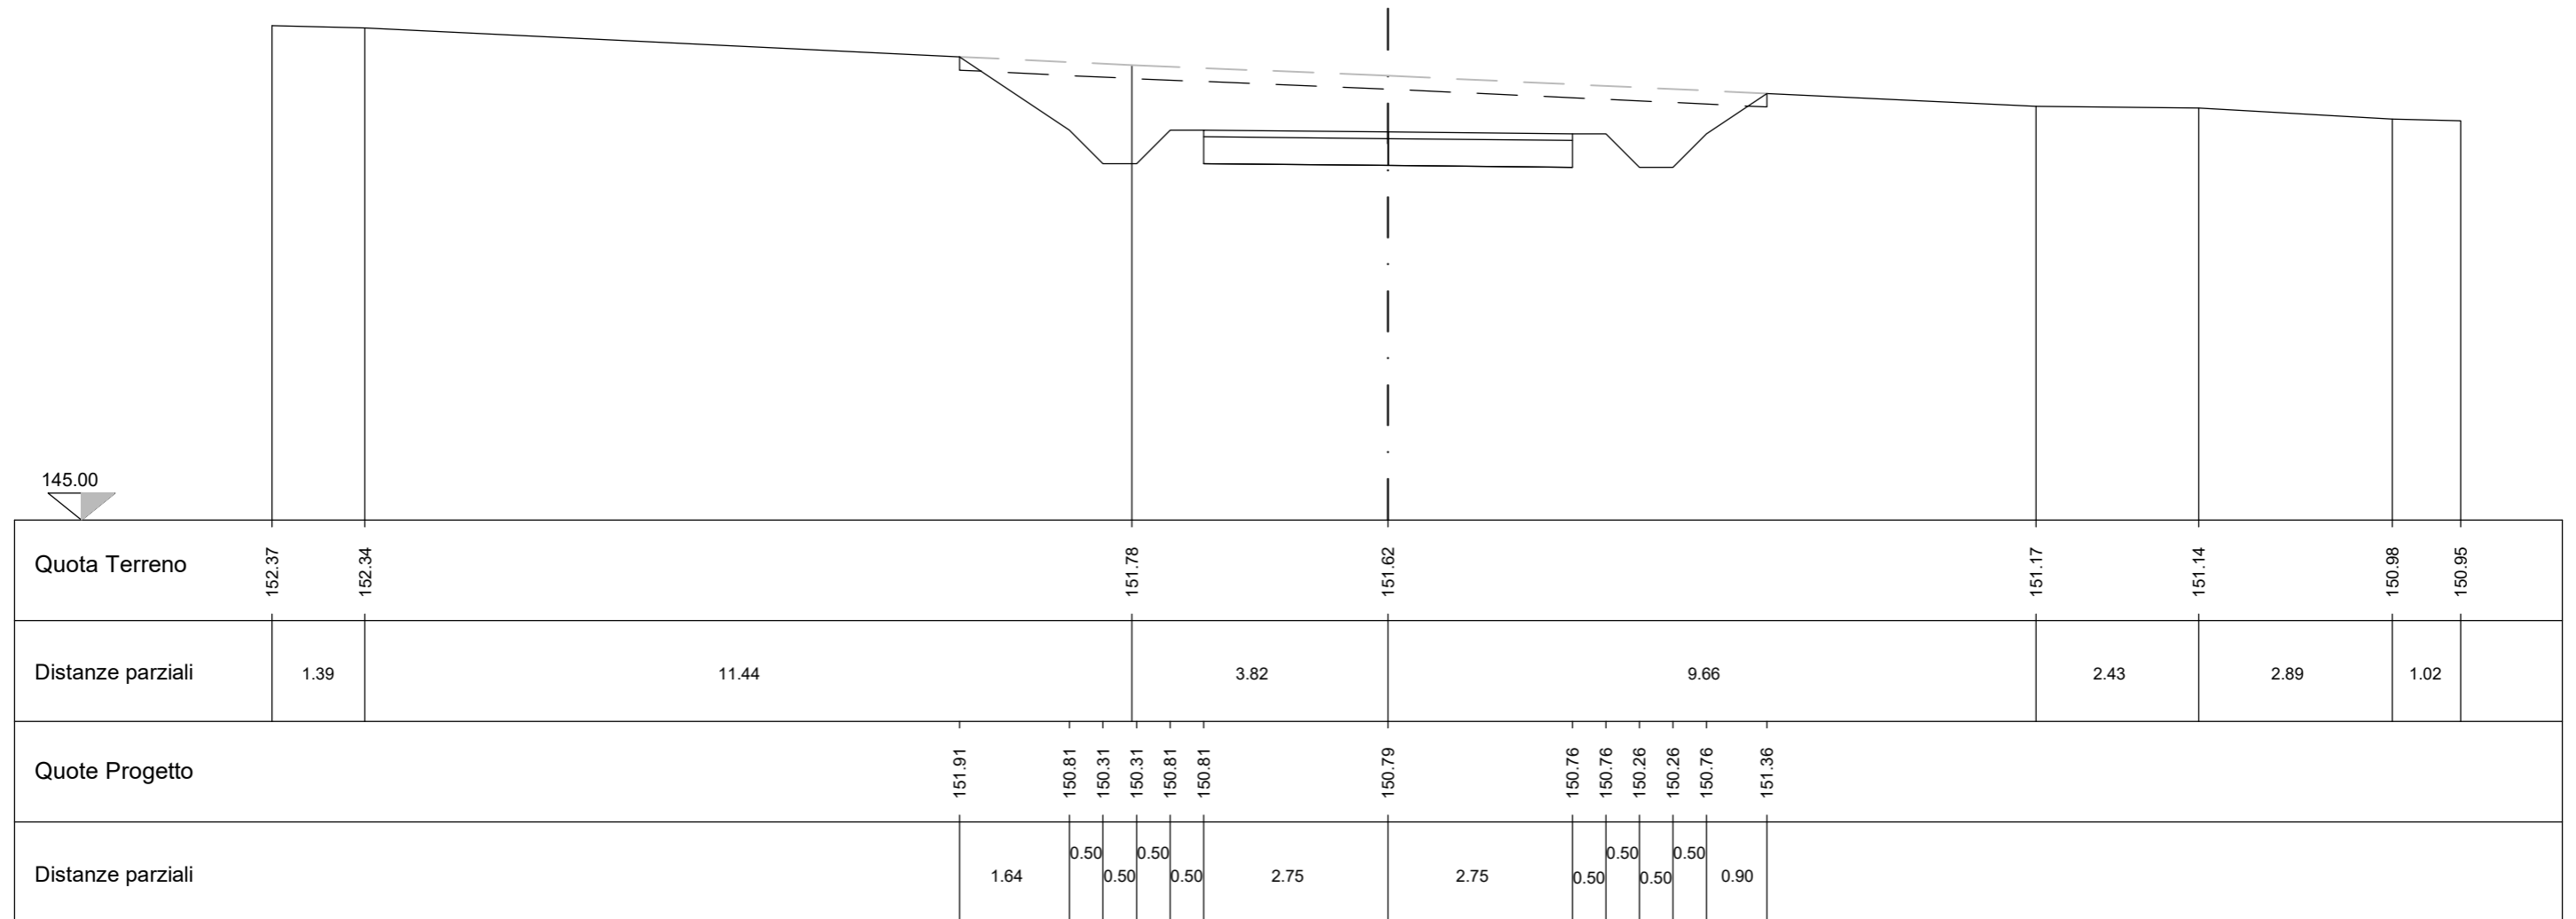 145.00
Quota Terreno
152.37 152.34 151.78 151.62 151.17 151.14 150.98 150.95
Distanze parziali
1.39 11.44 3.82 9.66 2.43 2.89 1.02
Quote Progetto
151.91 150.81 150.31 150.31 150.81 150.81 150.79 150.76 150.76 150.26 150.26 150.76 151.36
Distanze parziali
1.64 0.50 0.50 0.50 0.50 2.75 2.75 0.50 0.50 0.50 0.50 0.90